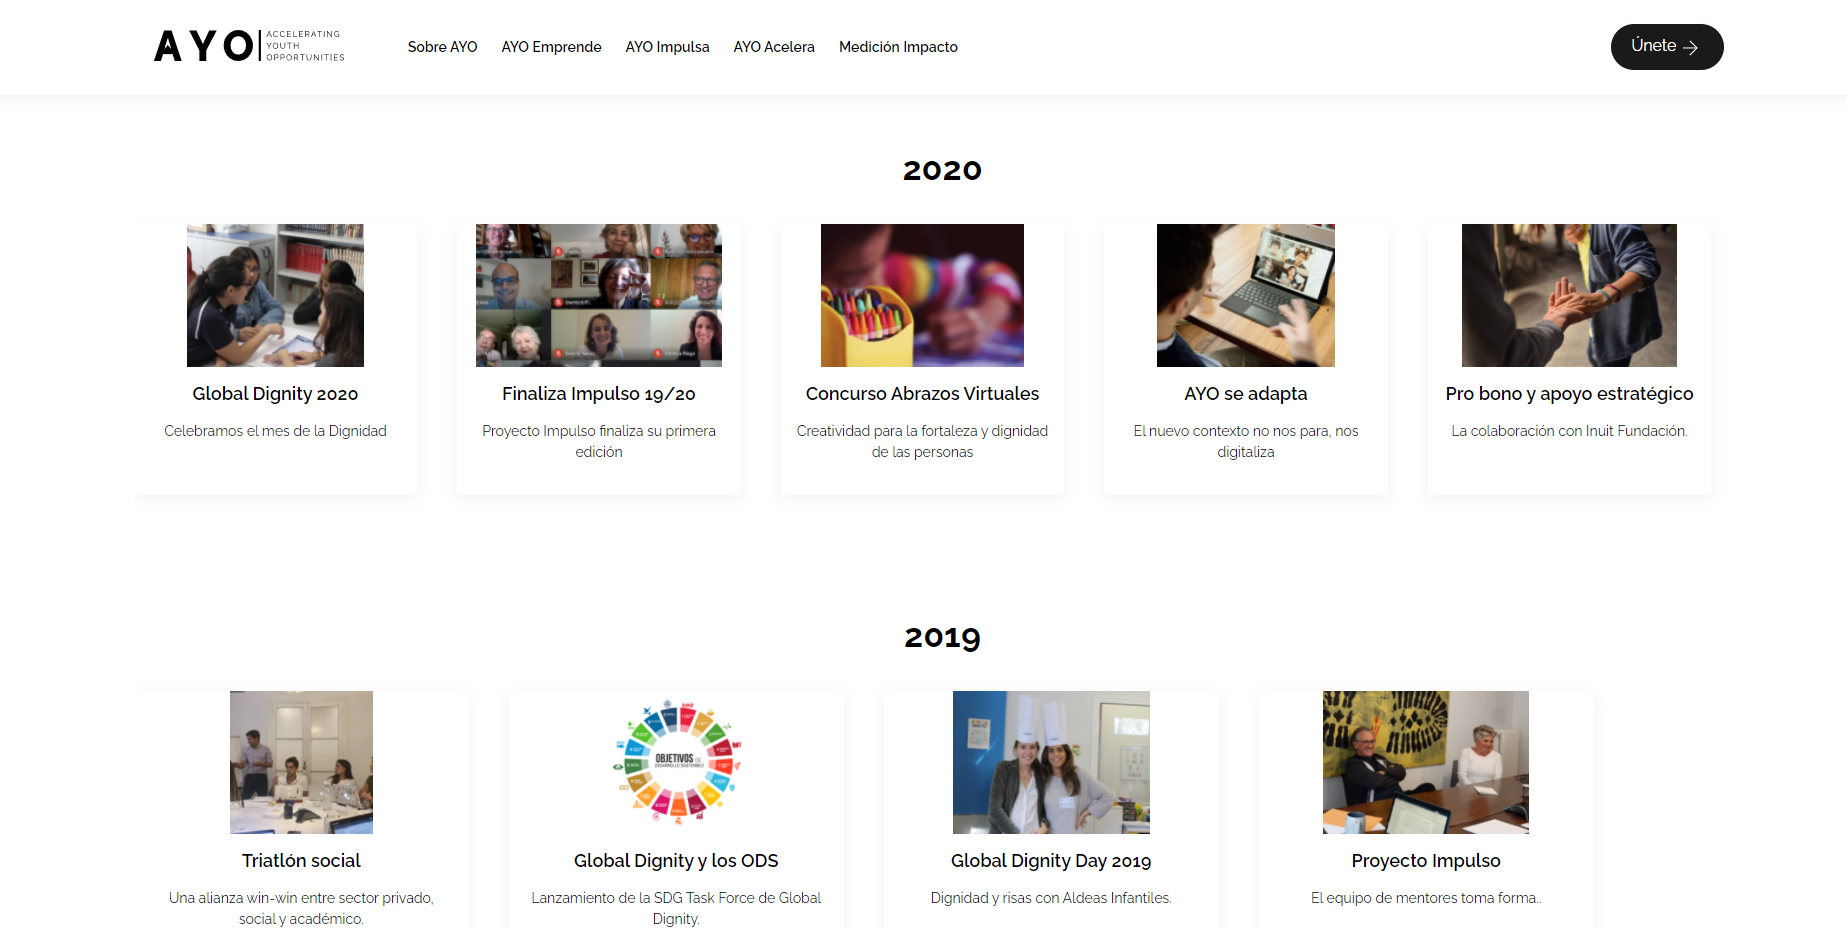 AYO
ACCELERATING
YOUTH
OPPORTUNITIES
Sobre AYO
AYO Emprende
AYO Impulsa
AYO Acelera
Medición Impacto
Únete
2020
Global Dignity 2020
Celebramos el mes de la Dignidad
Finaliza Impulso 19/20
Proyecto Impulso finaliza su primera
edición
Concurso Abrazos Virtuales
Creatividad para la fortaleza y dignidad
de las personas
AYO se adapta
El nuevo contexto no nos para, nos
digitaliza
Pro bono y apoyo estratégico
La colaboración con Inuit Fundación.
2019
OBJETIVOS DE
DESARROLLO SOSTENIBLE
Triatlón social
Una alianza win-win entre sector privado,
social y académico.
Global Dignity y los ODS
Lanzamiento de la SDG Task Force de Global
Dignity.
Global Dignity Day 2019
Dignidad y risas con Aldeas Infantiles.
Proyecto Impulso
El equipo de mentores toma forma..